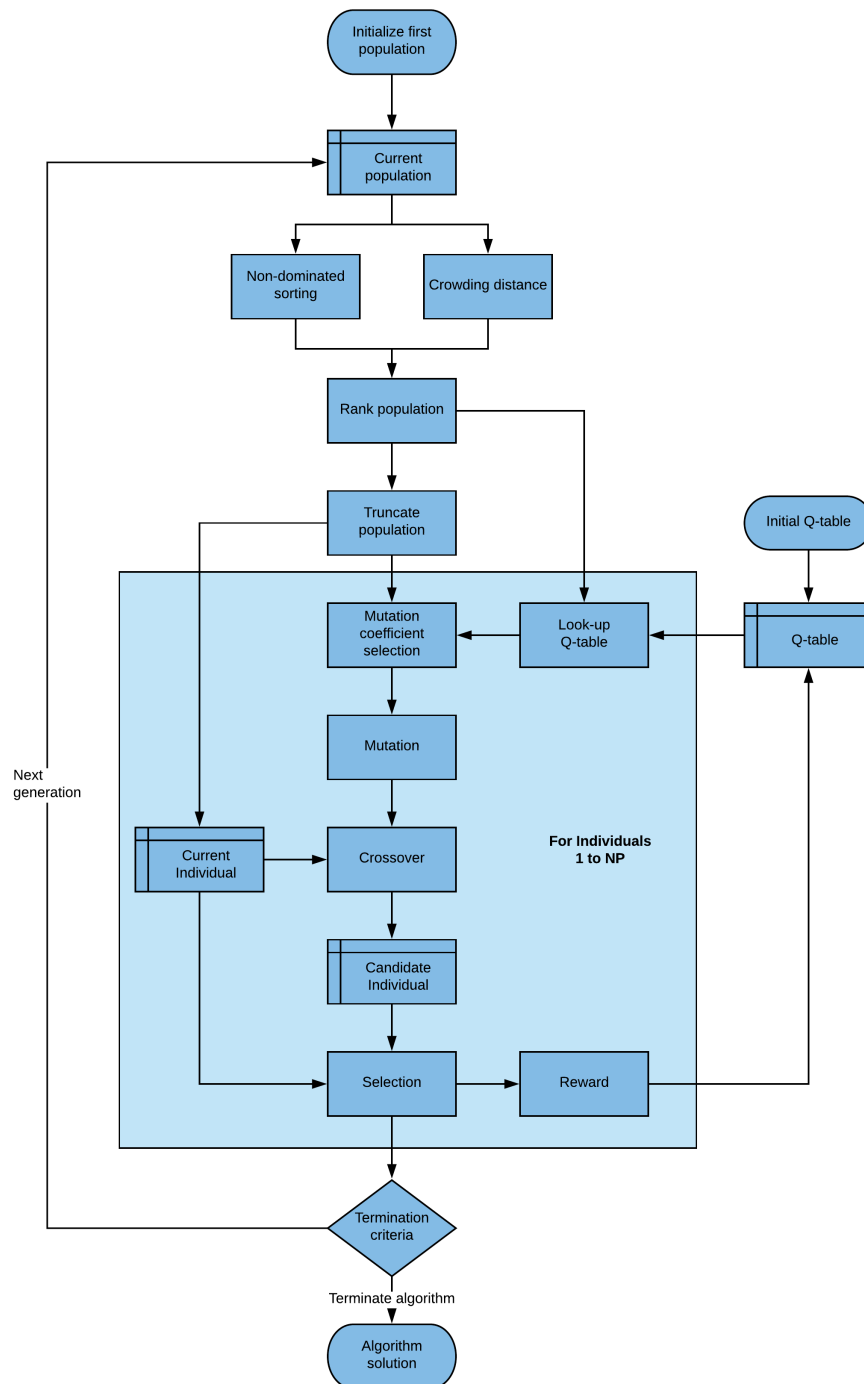 Initialize first
population
Current
population
Non-dominated
sorting
Crowding distance
Rank population
Truncate
population
Initial Q-table
Mutation
coefficient
selection
Look-up
Q-table
Q-table
Mutation
Next
generation
For Individuals
1 to NP
Current
Individual
Crossover
Candidate
Individual
Selection
Reward
Termination
criteria
Terminate algorithm
Algorithm
solution